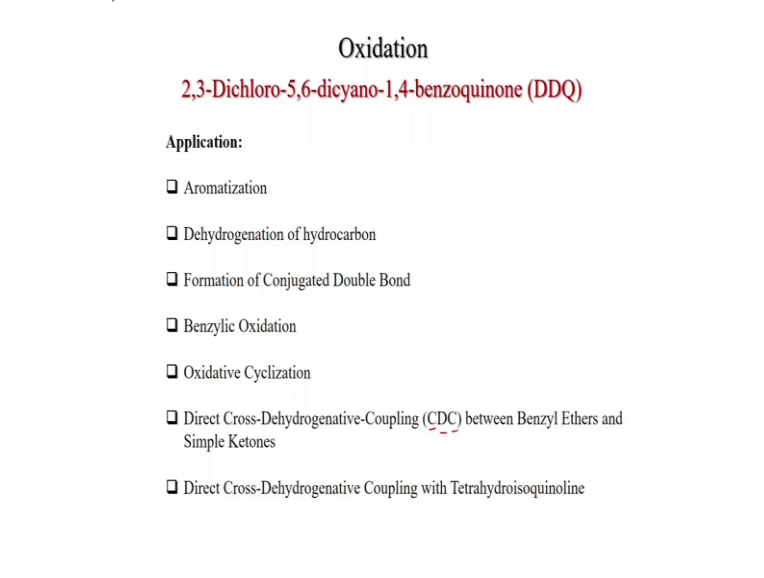 Oxidation
2,3-Dichloro-5,6-dicyano-1,4-benzoquinone (DDQ)
Application:
❑ Aromatization
❑ Dehydrogenation of hydrocarbon
❑ Formation of Conjugated Double Bond
❑ Benzylic Oxidation
❑ Oxidative Cyclization
❑ Direct Cross-Dehydrogenative-Coupling (CDC) between Benzyl Ethers and
Simple Ketones
❑ Direct Cross-Dehydrogenative Coupling with Tetrahydroisoquinoline